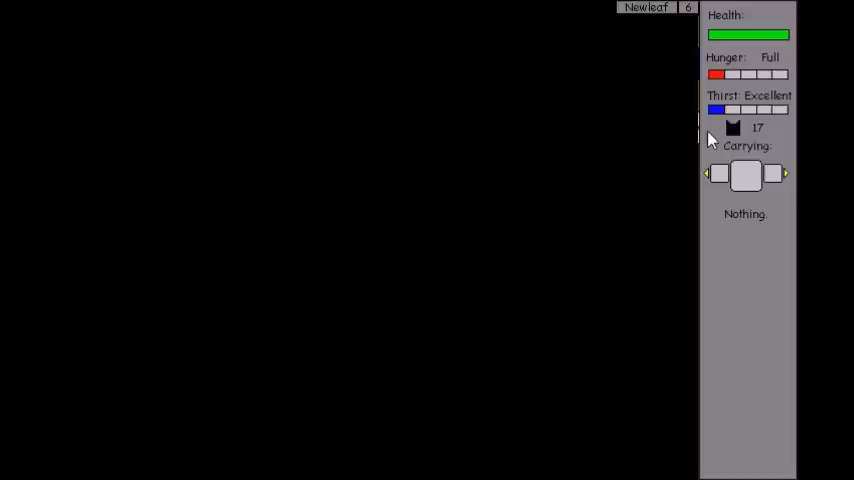 Newleaf 6
Health:
Hunger: Full
Thirst: Excellent
17
Carrying:
Nothing.